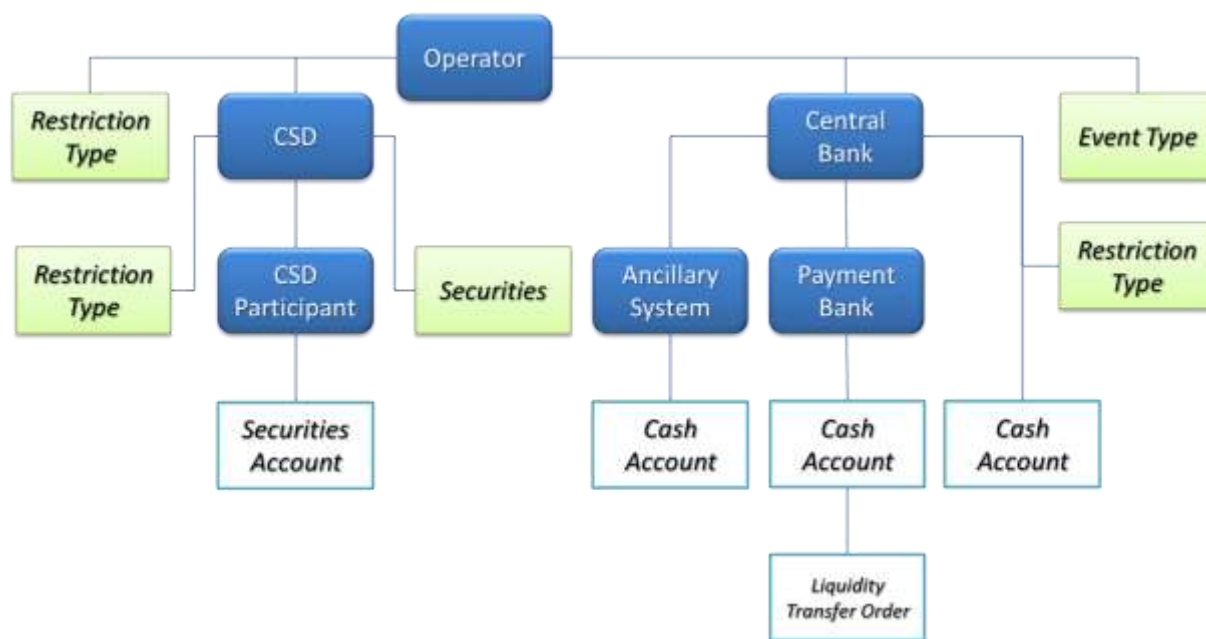 Operator
Restriction
Type
CSD
Central
Bank
Event Type
Restriction
Type
CSD
Participant
Securities
Ancillary
System
Payment
Bank
Restriction
Type
Securities
Account
Cash
Account
Cash
Account
Cash
Account
Liquidity
Transfer Order